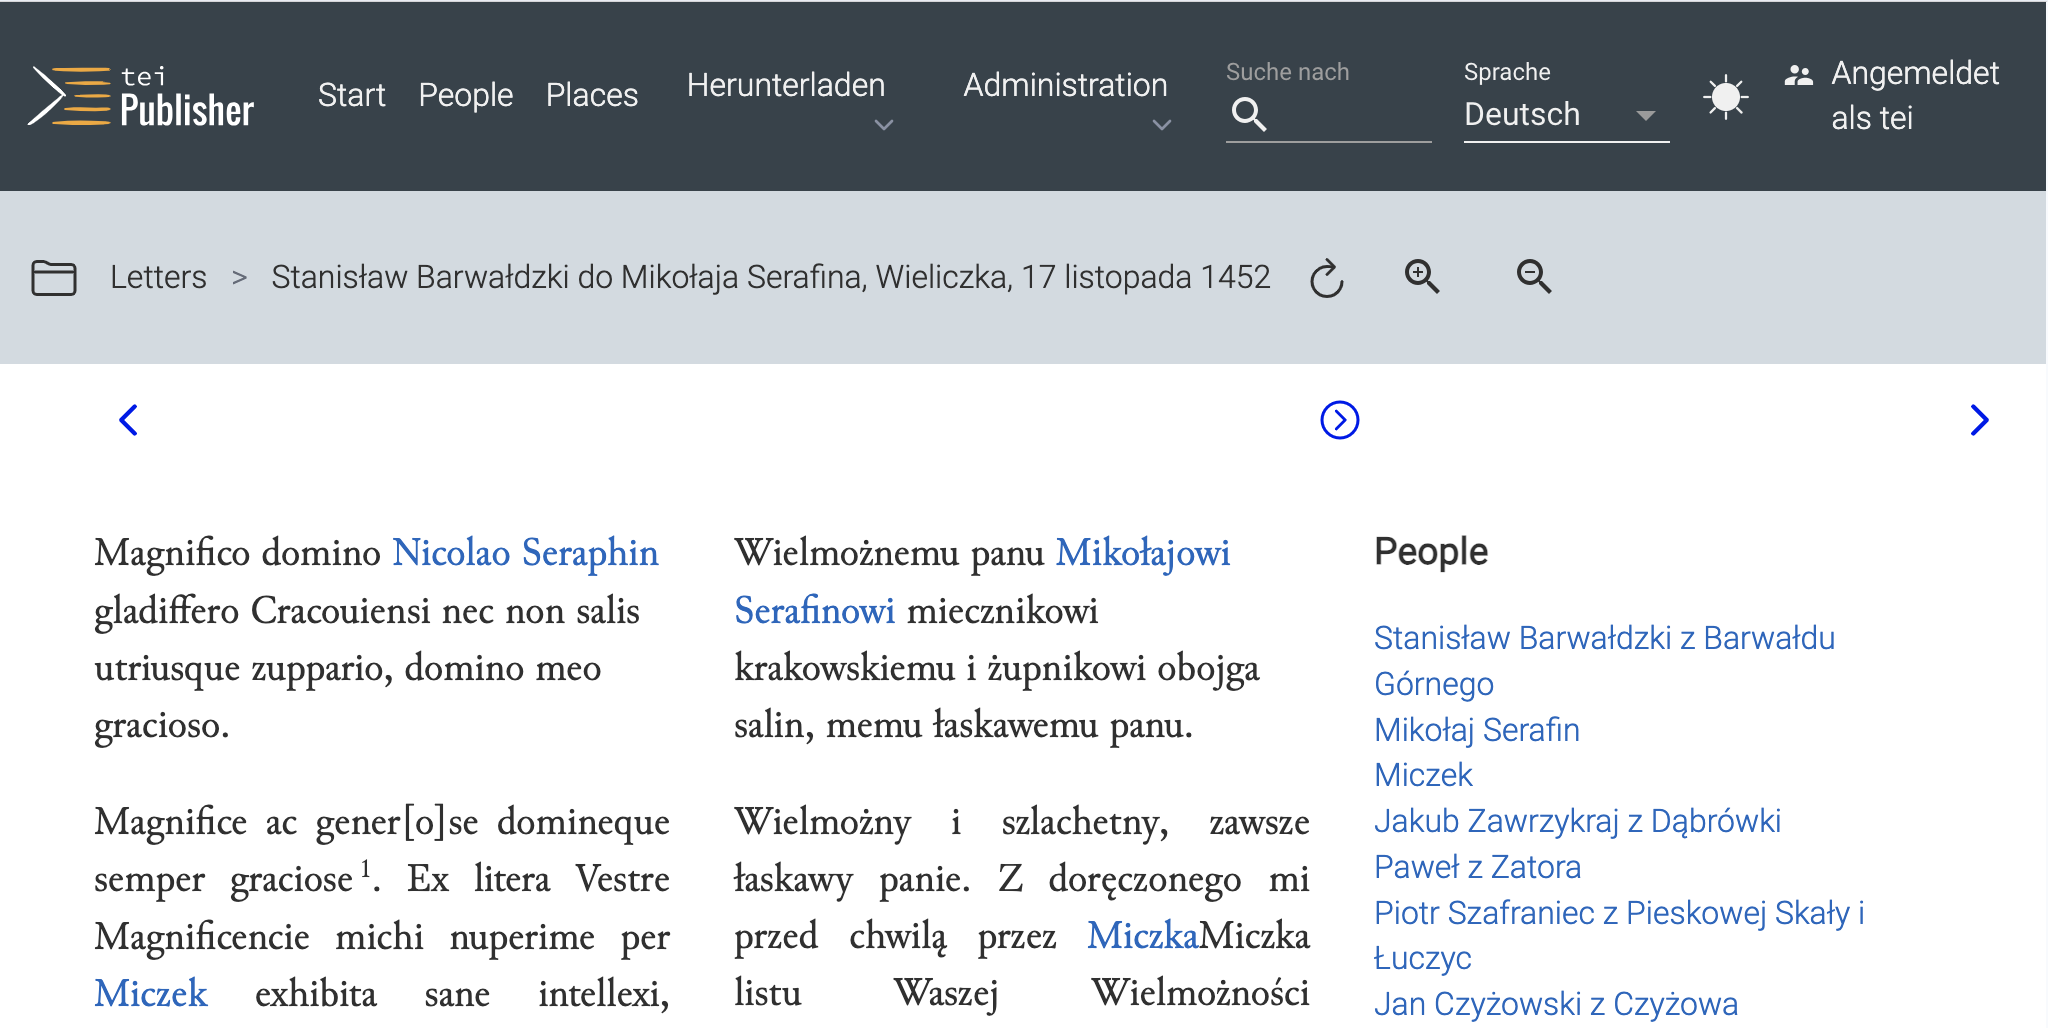 tei
Publisher
Start People Places Herunterladen Administration
Suche nach
Sprache
Deutsch
Angemeldet
als tei
Letters > Stanisław Barwałdzki do Mikołaja Serafina, Wieliczka, 17 listopada 1452
Magnifico domino Nicolao Seraphin
gladiffero Cracouiensi nec non salis
utriusque zuppario, domino meo
gracioso.
Magnifice ac gener[o]se domineque
semper graciose 1. Ex litera Vestre
Magnificencie michi nuperime per
Miczek exhibita sane intellexi,
Wielmożnemu panu Mikołajowi
Serafinowi miecznikowi
krakowskiemu i żupnikowi obojga
salin, memu łaskawemu panu.
Wielmożny i szlachetny, zawsze
łaskawy panie. Z doręczonego mi
przed chwilą przez MiczkaMiczka
listu Waszej Wielmożności
People
Stanisław Barwałdzki z Barwałdu
Górnego
Mikołaj Serafin
Miczek
Jakub Zawrzykraj z Dąbrówki
Paweł z Zatora
Piotr Szafraniec z Pieskowej Skały i
Łuczyc
Jan Czyżowski z Czyżowa